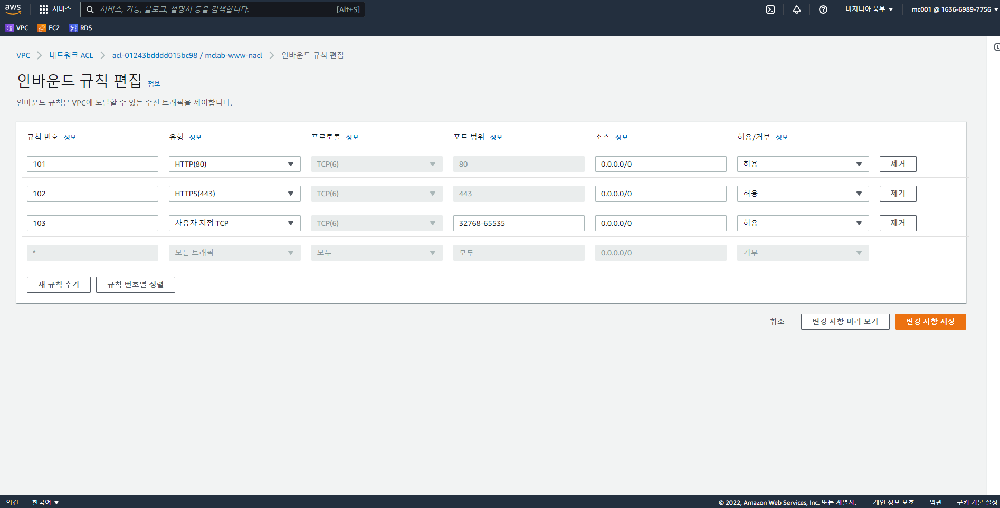 aws 서비스 서비스, 기능, 블로그, 설명서 등을 검색합니다. [Alt+S] 버지니아 북부 ▼ mc001 @ 1636-6989-7756 ▼
VPC EC2 RDS
VPC > 네트워크 ACL > acl-01243bdddd015bc98 / mclab-www-nacl > 인바운드 규칙 편집
인바운드 규칙 편집 정보
인바운드 규칙은 VPC에 도달할 수 있는 수신 트래픽을 제어합니다.
규칙 번호 정보 유형 정보 프로토콜 정보 포트 범위 정보 소스 정보 허용/거부 정보
101 HTTP(80) TCP(6) 80 0.0.0.0/0 허용 제거
102 HTTPS(443) TCP(6) 443 0.0.0.0/0 허용 제거
103 사용자 지정 TCP TCP(6) 32768-65535 0.0.0.0/0 허용 제거
* 모든 트래픽 모두 모두 0.0.0.0/0 거부
새 규칙 추가 규칙 번호별 정렬
취소 변경 사항 미리 보기 변경 사항 저장
의견 한국어 ▼ © 2022, Amazon Web Services, Inc. 또는 계열사. 개인 정보 보호 약관 쿠키 기본 설정